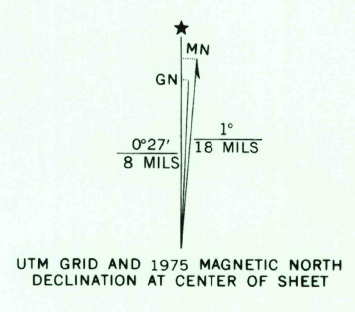 ★
MN
GN
0°27′
8 MILS
1°
18 MILS
UTM GRID AND 1975 MAGNETIC NORTH
DECLINATION AT CENTER OF SHEET